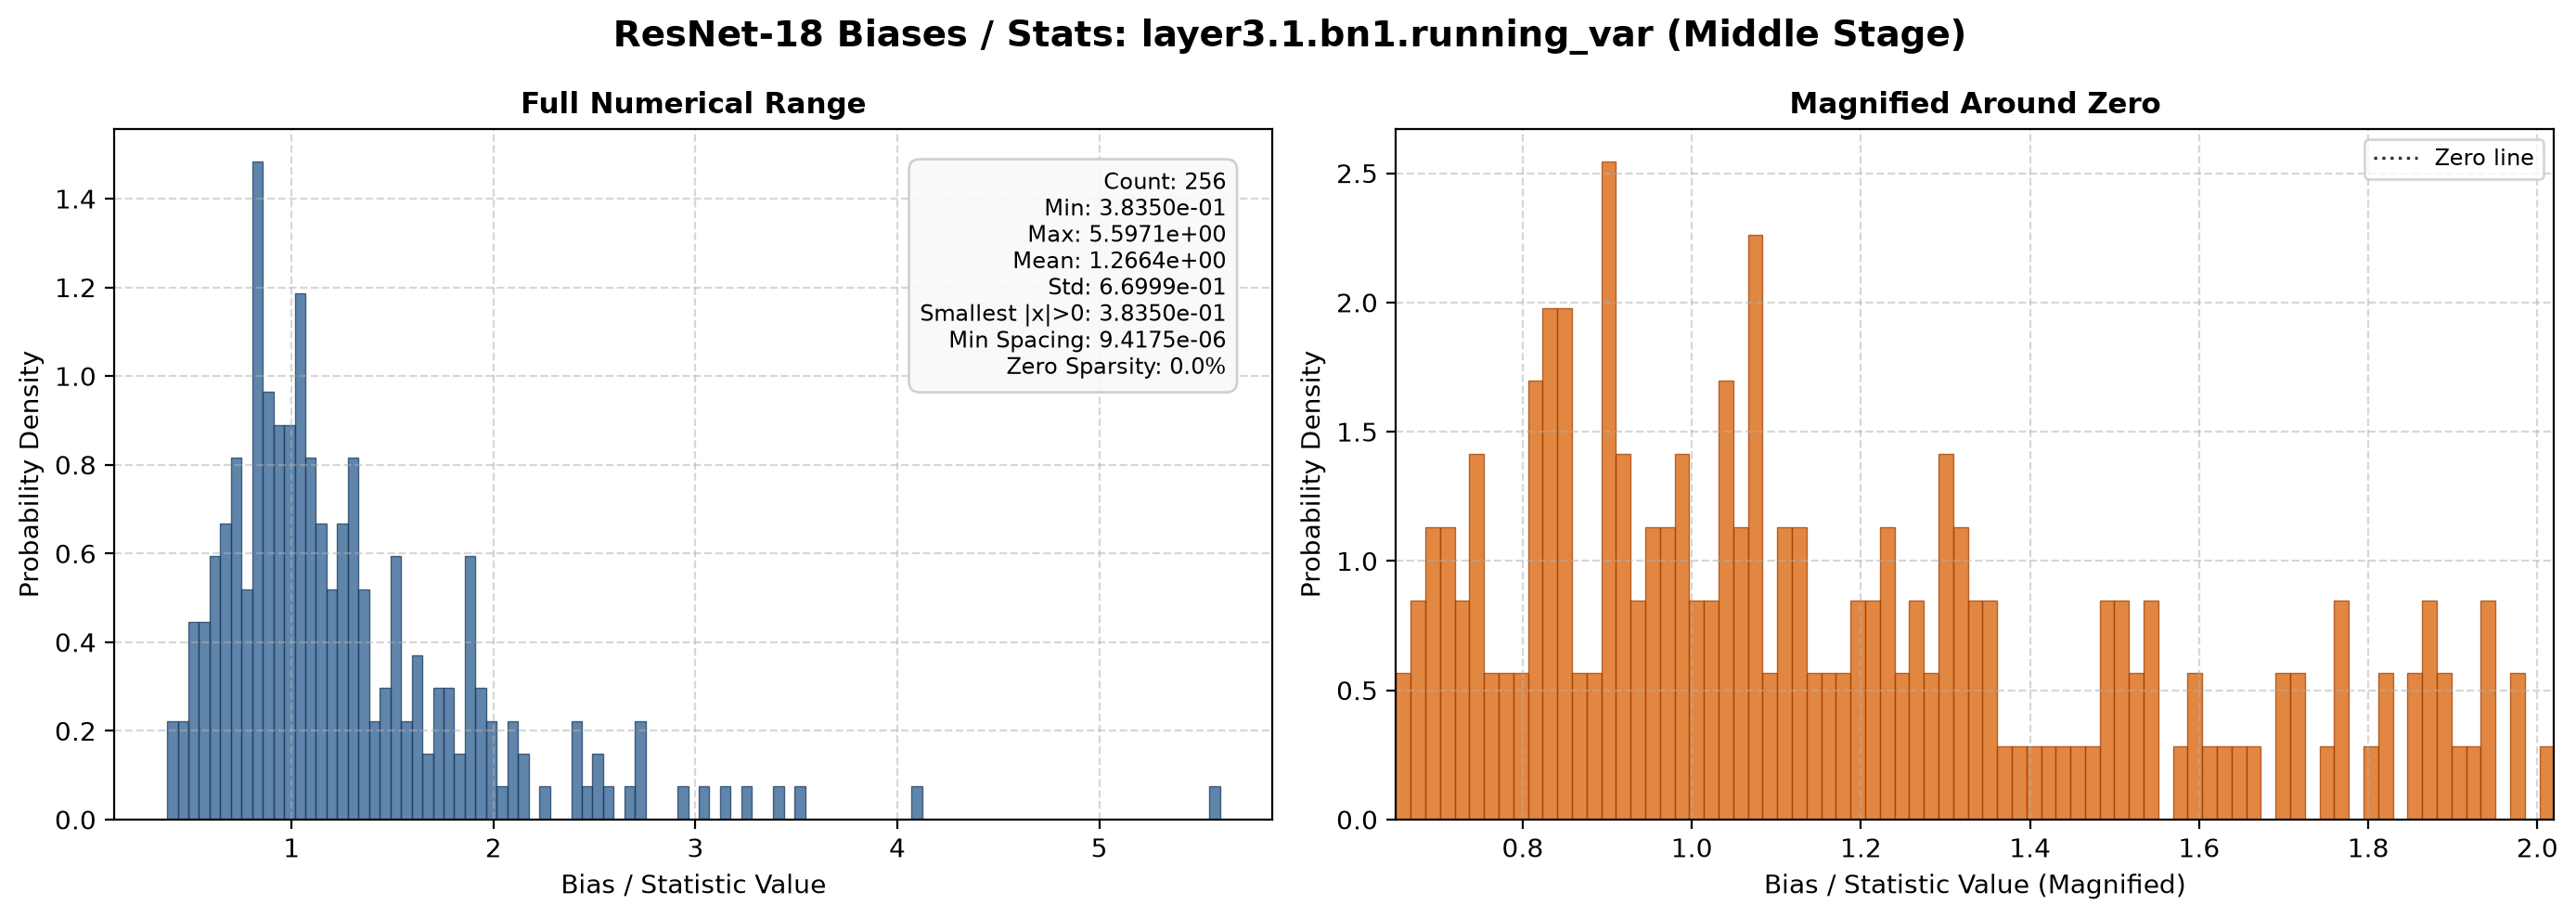 ResNet-18 Biases / Stats: layer3.1.bn1.running_var (Middle Stage)
Full Numerical Range
Probability Density
1.4
1.2
1.0
0.8
0.6
0.4
0.2
0.0
Count: 256
Min: 3.8350e-01
Max: 5.5971e+00
Mean: 1.2664e+00
Std: 6.6999e-01
Smallest |x|>0: 3.8350e-01
Min Spacing: 9.4175e-06
Zero Sparsity: 0.0%
1 2 3 4 5
Bias / Statistic Value
Magnified Around Zero
Probability Density
2.5
2.0
1.5
1.0
0.5
0.0
Zero line
0.8 1.0 1.2 1.4 1.6 1.8 2.0
Bias / Statistic Value (Magnified)